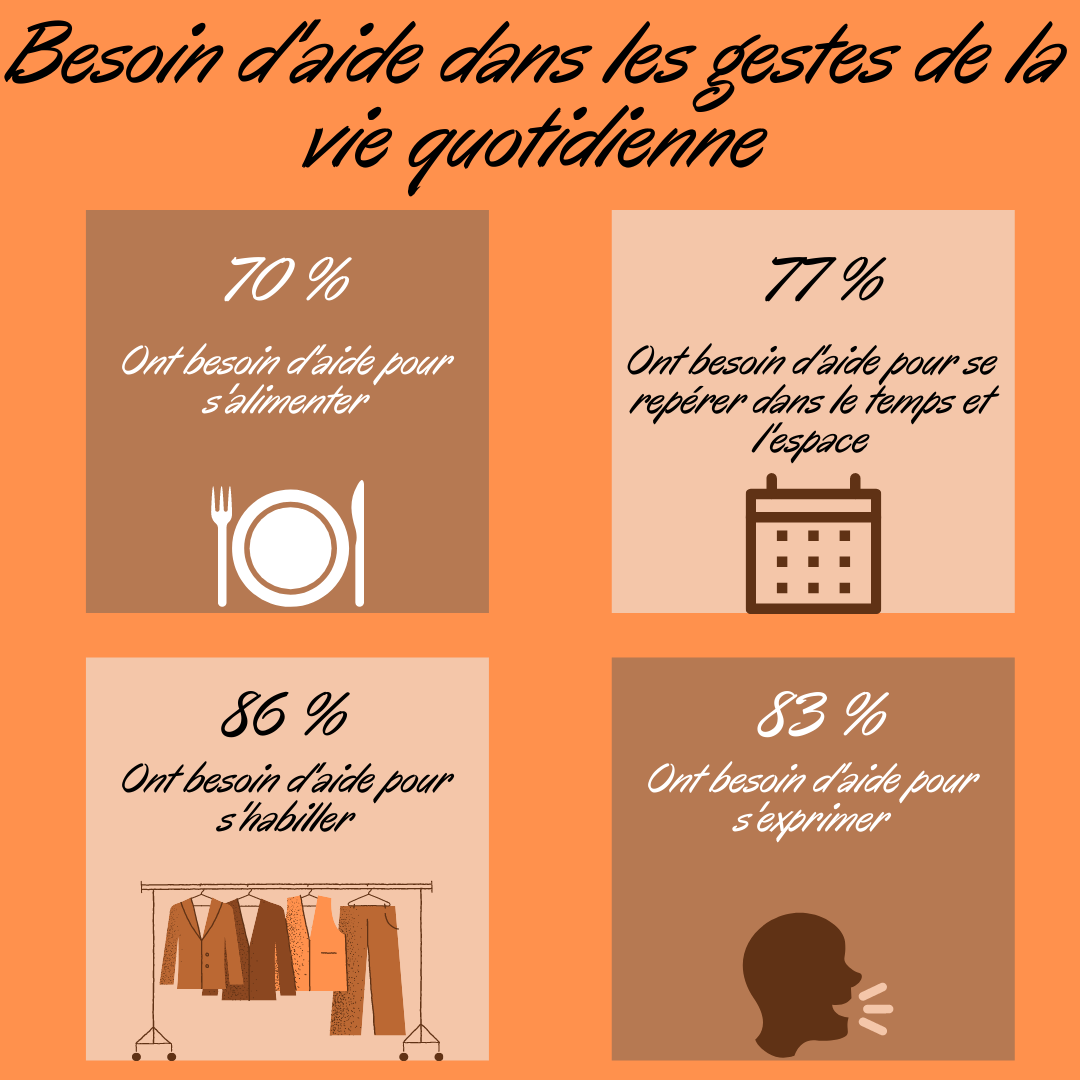 Besoin d'aide dans les gestes de la
vie quotidienne
70 %
Ont besoin d'aide pour
s'alimenter
77 %
Ont besoin d'aide pour se
repérer dans le temps et
l'espace
86 %
Ont besoin d'aide pour
s'habiller
83 %
Ont besoin d'aide pour
s'exprimer